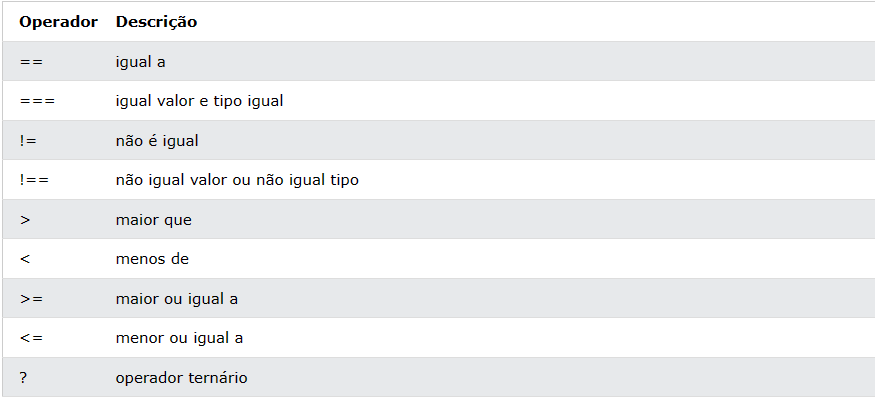 Operador Descrição
== igual a
=== igual valor e tipo igual
!= não é igual
!== não igual valor ou não igual tipo
> maior que
< menos de
>= maior ou igual a
<= menor ou igual a
? operador ternário